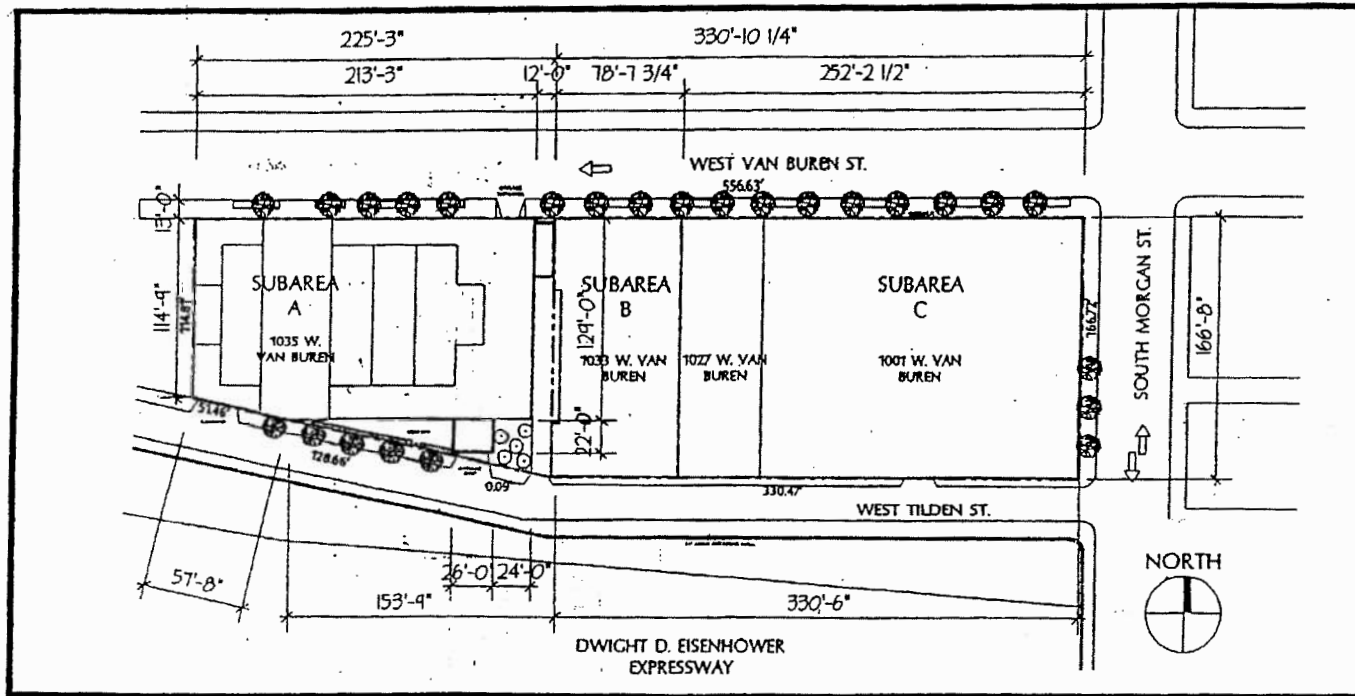 225'-3"
330'-10 1/4"
213'-3"
12'-0"
78'-7 3/4"
252'-2 1/2"
WEST VAN BUREN ST.
556.63'
13'-0"
114'-9"
114.81'
SUBAREA
A
1035 W.
VAN BUREN
SUBAREA
B
129'-0"
1033 W. VAN
BUREN
1027 W. VAN
BUREN
SUBAREA
C
1001 W. VAN
BUREN
166.72'
SOUTH MORGAN ST.
166'-8"
51.46'
128.66'
22'-0"
0.09'
330.47'
WEST TILDEN ST.
57'-8"
26'-0
24'-0"
153'-9"
330'-6"
NORTH
DWIGHT D. EISENHOWER
EXPRESSWAY